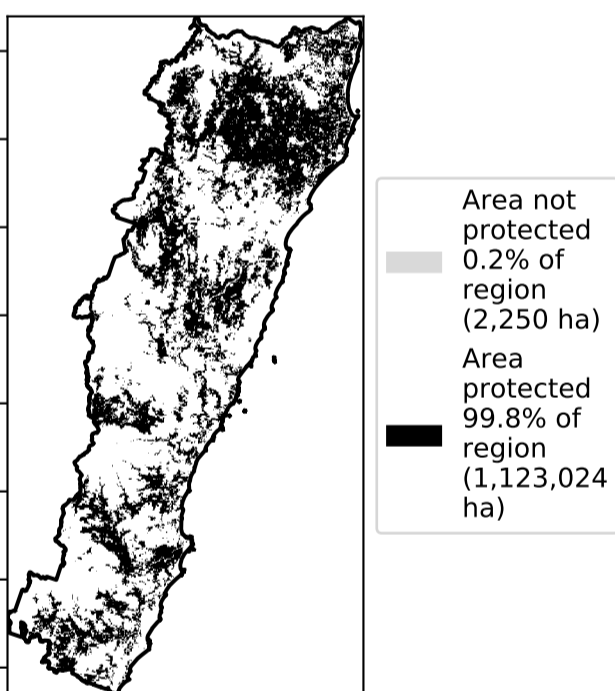 Area not
protected
0.2% of
region
(2,250 ha)
Area
protected
99.8% of
region
(1,123,024
ha)